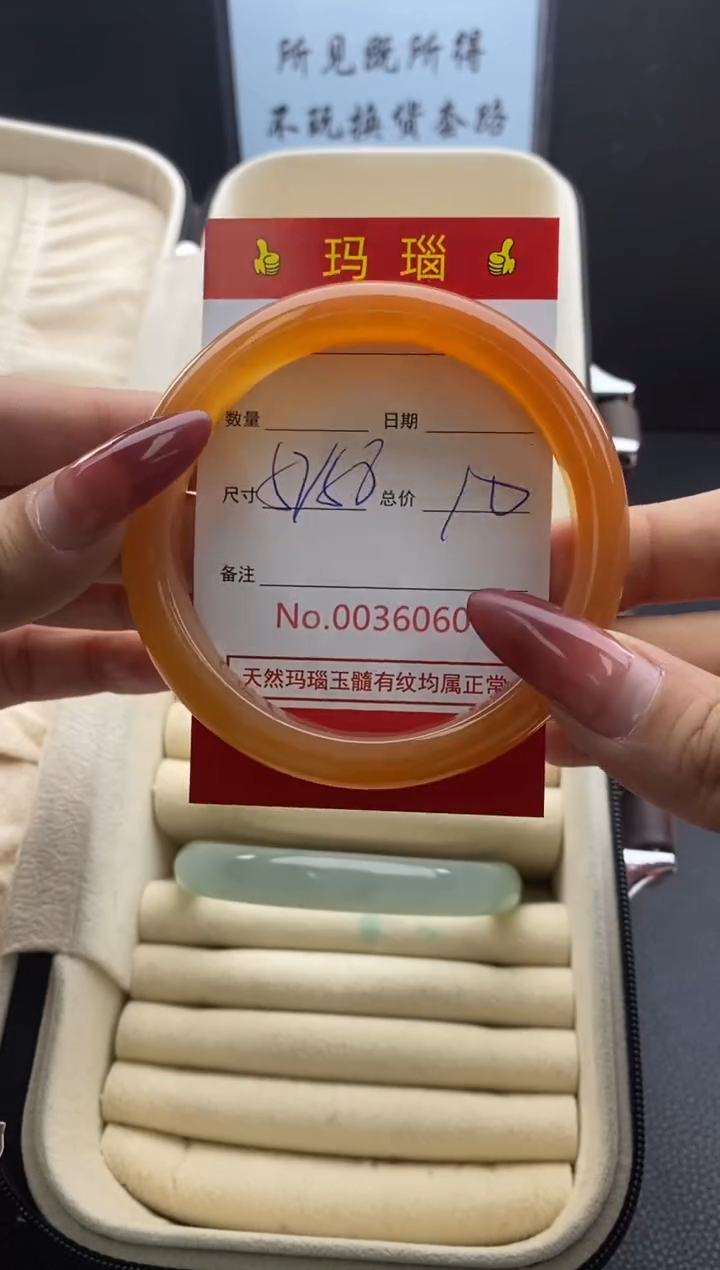 所见既所得
不玩换货套路
玛瑙
数量 日期
尺寸 总价 10
备注
No.0036060
天然玛瑙玉髓有纹均属正常